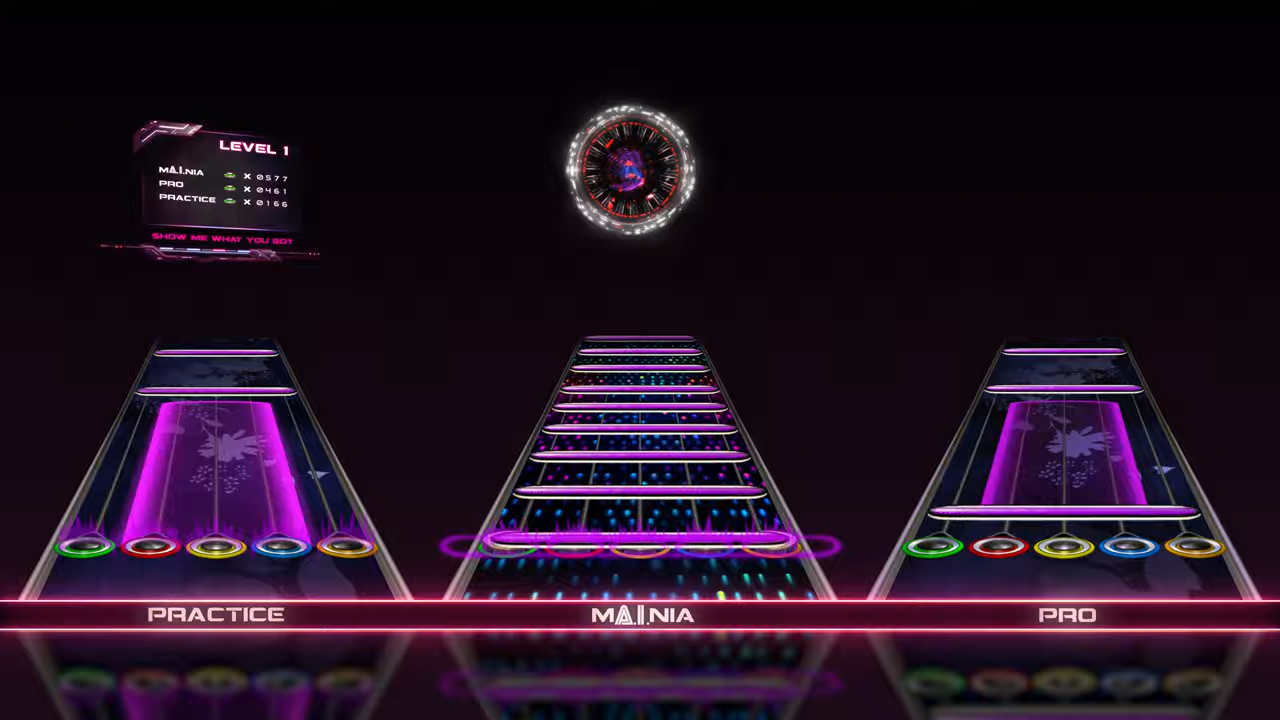 LEVEL 1
MA.I.NIA X 0577
PRO X 0461
PRACTICE X 0166
SHOW ME WHAT YOU GOT
PRACTICE
MA.I.NIA
PRO